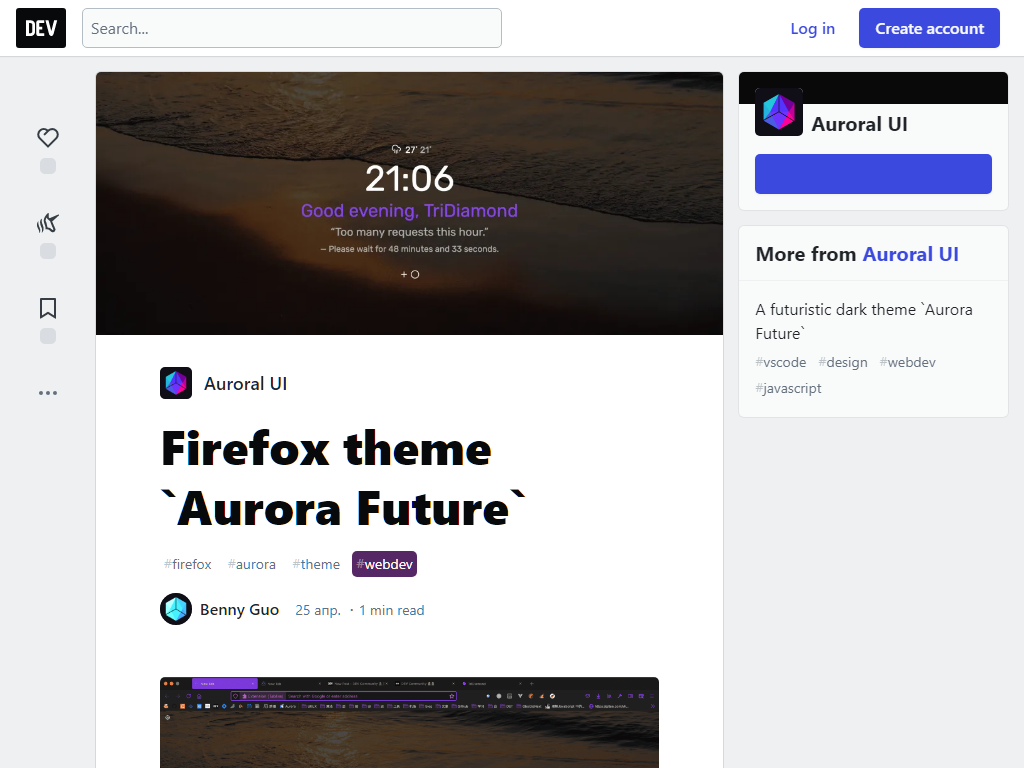 DEV
Search...
Log in
Create account
27° 21°
21:06
Good evening, TriDiamond
“Too many requests this hour.”
— Please wait for 48 minutes and 33 seconds.
Auroral UI
Firefox theme
`Aurora Future`
#firefox #aurora #theme #webdev
Benny Guo 25 апр. · 1 min read
Auroral UI
More from Auroral UI
A futuristic dark theme `Aurora
Future`
#vscode #design #webdev
#javascript